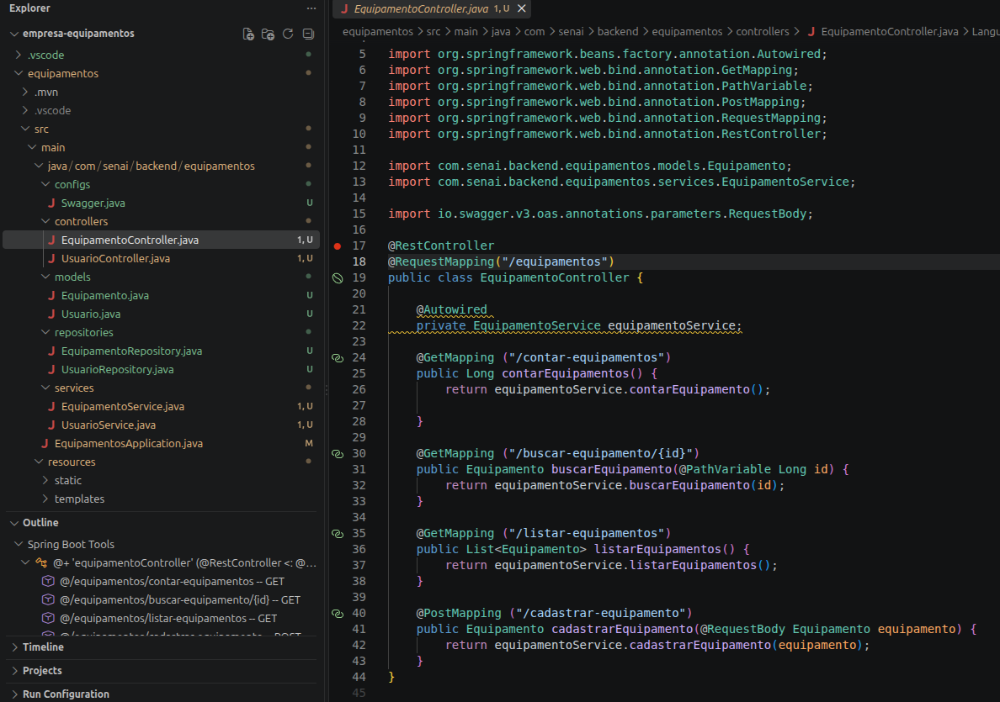 Explorer
empresa-equipamentos
.vscode
equipamentos
.mvn
.vscode
src
main
java / com / senai / backend / equipamentos
configs
Swagger.java U
controllers
EquipamentoController.java 1, U
UsuarioController.java 1, U
models
Equipamento.java U
Usuario.java U
repositories
EquipamentoRepository.java U
UsuarioRepository.java U
services
EquipamentoService.java 1, U
UsuarioService.java 1, U
EquipamentosApplication.java M
resources
static
templates
Outline
Spring Boot Tools
@+ 'equipamentoController' (@RestController <: @...
@/equipamentos/contar-equipamentos -- GET
@/equipamentos/buscar-equipamento/{id} -- GET
@/equipamentos/listar-equipamentos -- GET
@/equipamentos/cadastrar-equipamento -- POST
Timeline
Projects
Run Configuration
EquipamentoController.java 1, U
equipamentos > src > main > java > com > senai > backend > equipamentos > controllers > EquipamentoController.java > Langu
5 import org.springframework.beans.factory.annotation.Autowired;
6 import org.springframework.web.bind.annotation.GetMapping;
7 import org.springframework.web.bind.annotation.PathVariable;
8 import org.springframework.web.bind.annotation.PostMapping;
9 import org.springframework.web.bind.annotation.RequestMapping;
10 import org.springframework.web.bind.annotation.RestController;
11
12 import com.senai.backend.equipamentos.models.Equipamento;
13 import com.senai.backend.equipamentos.services.EquipamentoService;
14
15 import io.swagger.v3.oas.annotations.parameters.RequestBody;
16
17 @RestController
18 @RequestMapping("/equipamentos")
19 public class EquipamentoController {
20
21 @Autowired
22 private EquipamentoService equipamentoService;
23
24 @GetMapping ("/contar-equipamentos")
25 public Long contarEquipamentos() {
26 return equipamentoService.contarEquipamento();
27
28 }
29
30 @GetMapping ("/buscar-equipamento/{id}")
31 public Equipamento buscarEquipamento(@PathVariable Long id) {
32 return equipamentoService.buscarEquipamento(id);
33 }
34
35 @GetMapping ("/listar-equipamentos")
36 public List<Equipamento> listarEquipamentos() {
37 return equipamentoService.listarEquipamentos();
38 }
39
40 @PostMapping ("/cadastrar-equipamento")
41 public Equipamento cadastrarEquipamento(@RequestBody Equipamento equipamento) {
42 return equipamentoService.cadastrarEquipamento(equipamento);
43 }
44 }
45